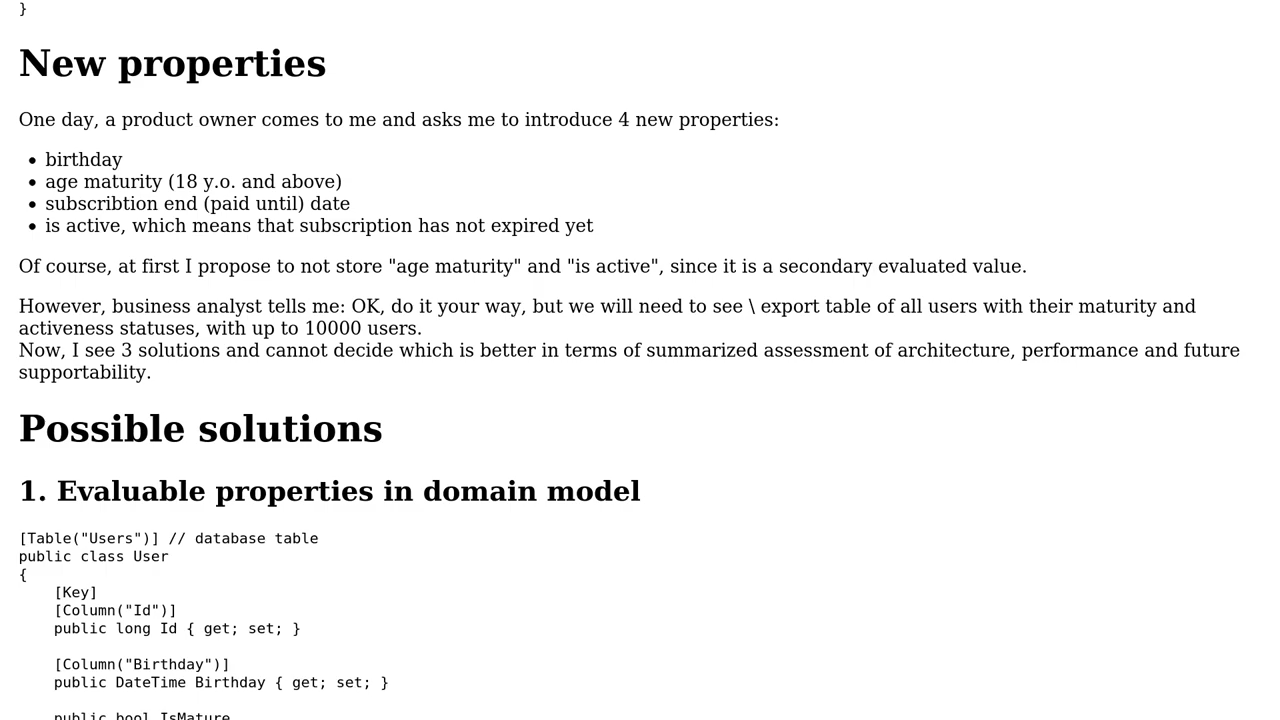 }
New properties
One day, a product owner comes to me and asks me to introduce 4 new properties:
• birthday
• age maturity (18 y.o. and above)
• subscribtion end (paid until) date
• is active, which means that subscription has not expired yet
Of course, at first I propose to not store "age maturity" and "is active", since it is a secondary evaluated value.
However, business analyst tells me: OK, do it your way, but we will need to see \ export table of all users with their maturity and
activeness statuses, with up to 10000 users.
Now, I see 3 solutions and cannot decide which is better in terms of summarized assessment of architecture, performance and future
supportability.
Possible solutions
1. Evaluable properties in domain model
[Table("Users")] // database table
public class User
{
    [Key]
    [Column("Id")]
    public long Id { get; set; }

    [Column("Birthday")]
    public DateTime Birthday { get; set; }

    public bool IsMature